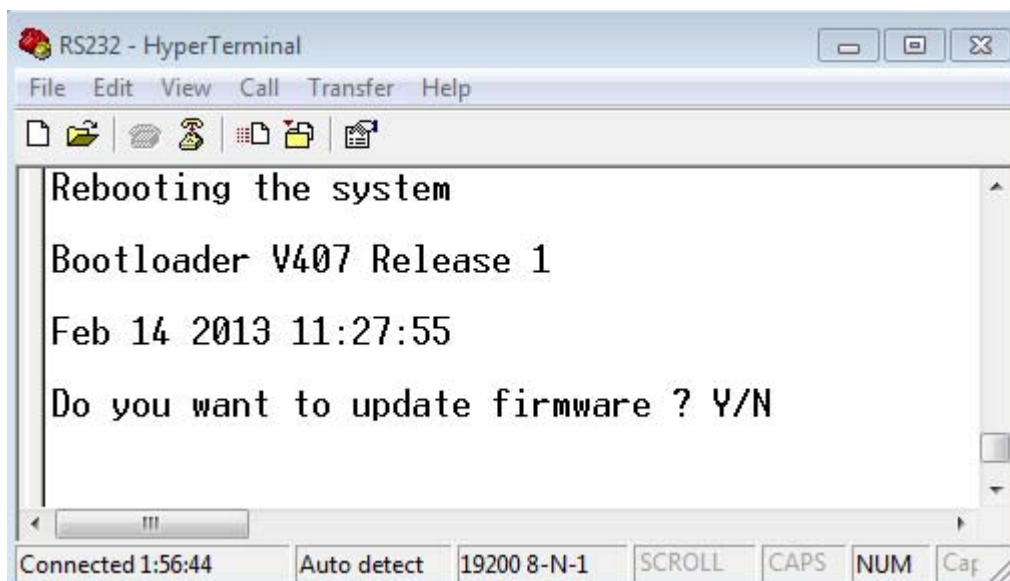 RS232 - HyperTerminal
File Edit View Call Transfer Help
Rebooting the system
Bootloader V407 Release 1
Feb 14 2013 11:27:55
Do you want to update firmware ? Y/N
Connected 1:56:44 Auto detect 19200 8-N-1 SCROLL CAPS NUM